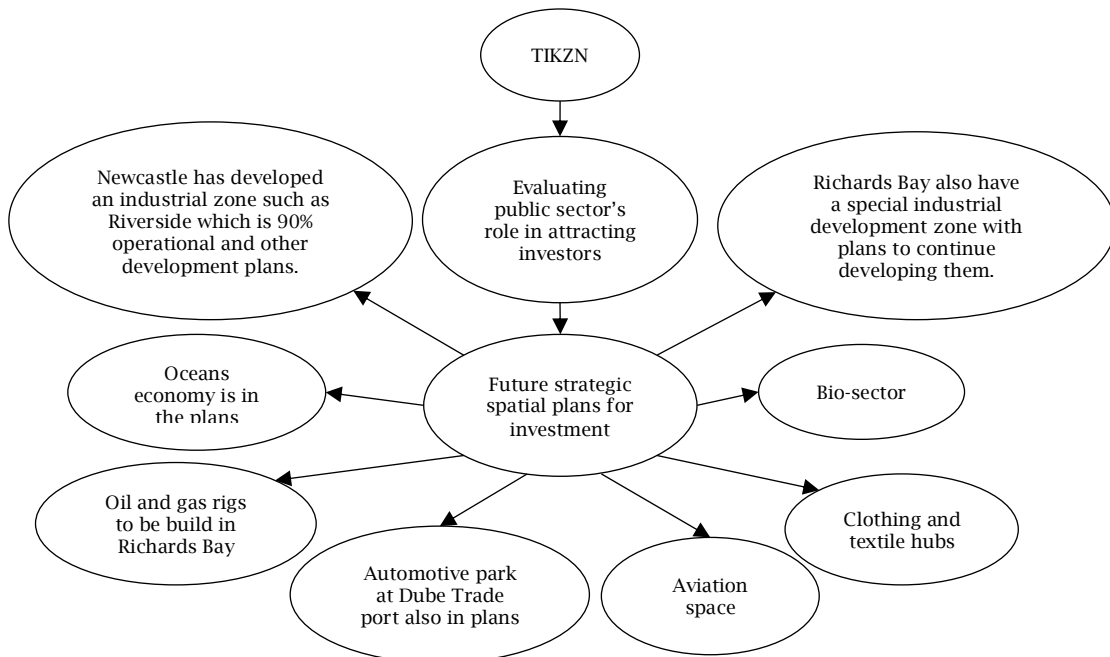 TIKZN
Newcastle has developed
an industrial zone such as
Riverside which is 90%
operational and other
development plans.
Evaluating
public sector's
role in attracting
investors
Richards Bay also have
a special industrial
development zone with
plans to continue
developing them.
Oceans
economy is in
the plans
Future strategic
spatial plans for
investment
Bio-sector
Oil and gas rigs
to be build in
Richards Bay
Automotive park
at Dube Trade
port also in plans
Aviation
space
Clothing and
textile hubs